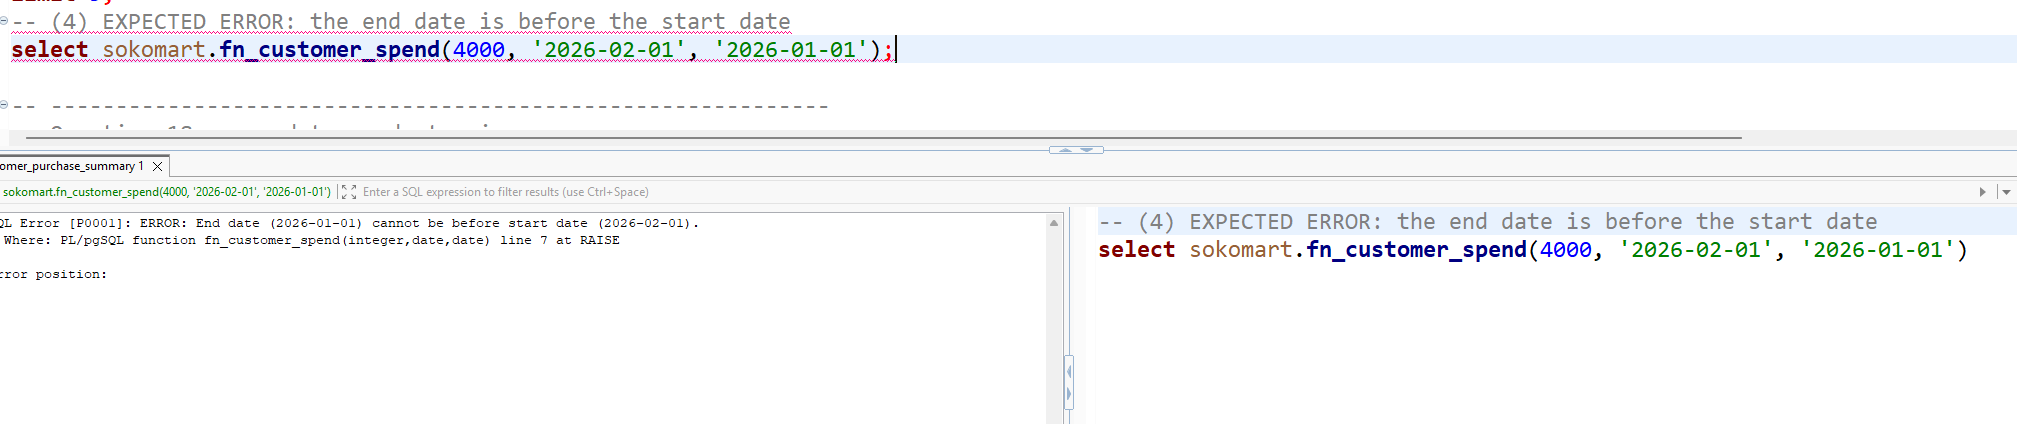 -- (4) EXPECTED ERROR: the end date is before the start date
select sokomart.fn_customer_spend(4000, '2026-02-01', '2026-01-01');
-- ------------------------------------------------------------
omer_purchase_summary 1
sokomart.fn_customer_spend(4000, '2026-02-01', '2026-01-01')
Enter a SQL expression to filter results (use Ctrl+Space)
QL Error [P0001]: ERROR: End date (2026-01-01) cannot be before start date (2026-02-01).
Where: PL/pgSQL function fn_customer_spend(integer,date,date) line 7 at RAISE
rror position:
-- (4) EXPECTED ERROR: the end date is before the start date
select sokomart.fn_customer_spend(4000, '2026-02-01', '2026-01-01')